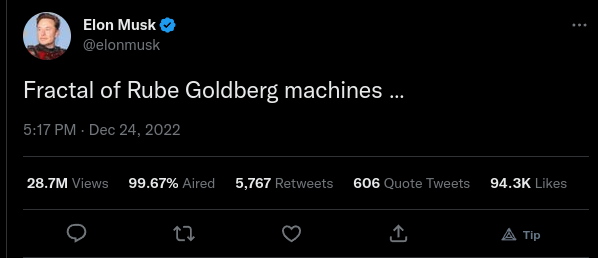 Elon Musk
@elonmusk
Fractal of Rube Goldberg machines ...
5:17 PM · Dec 24, 2022
28.7M Views 99.67% Aired 5,767 Retweets 606 Quote Tweets 94.3K Likes
Tip